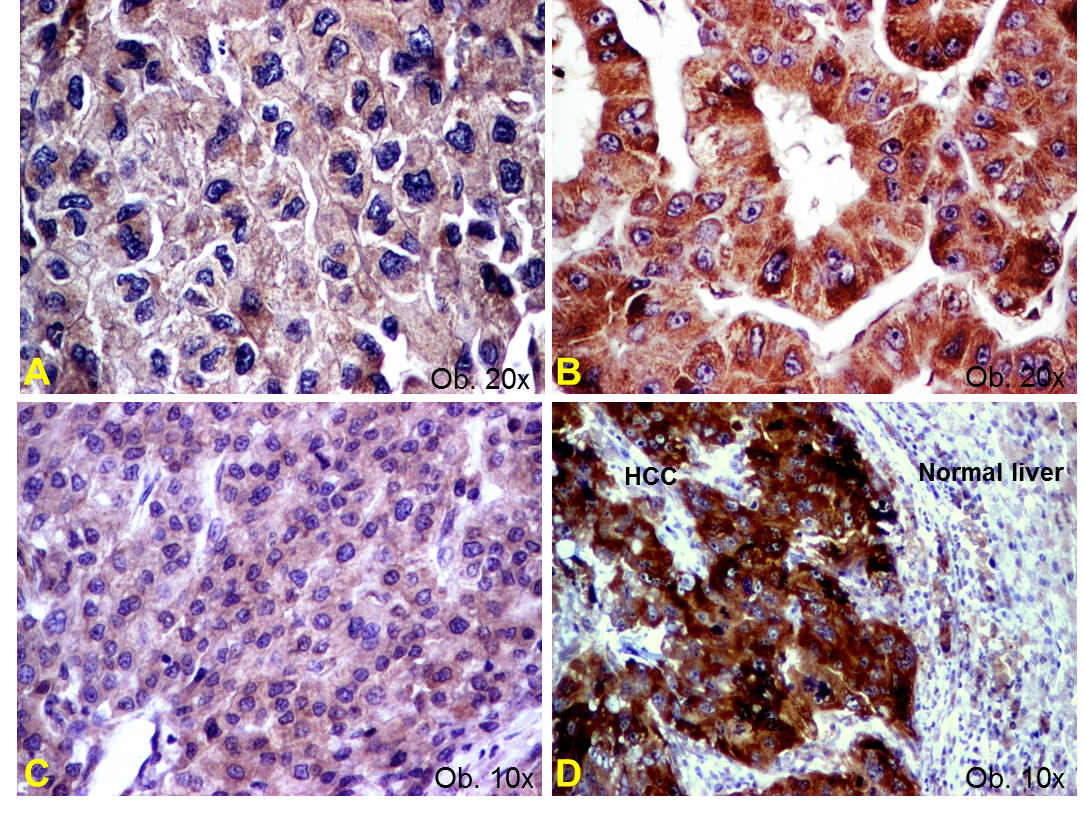 A
Ob. 20x
B
Ob. 20x
HCC
Normal liver
C
Ob. 10x
D
Ob. 10x